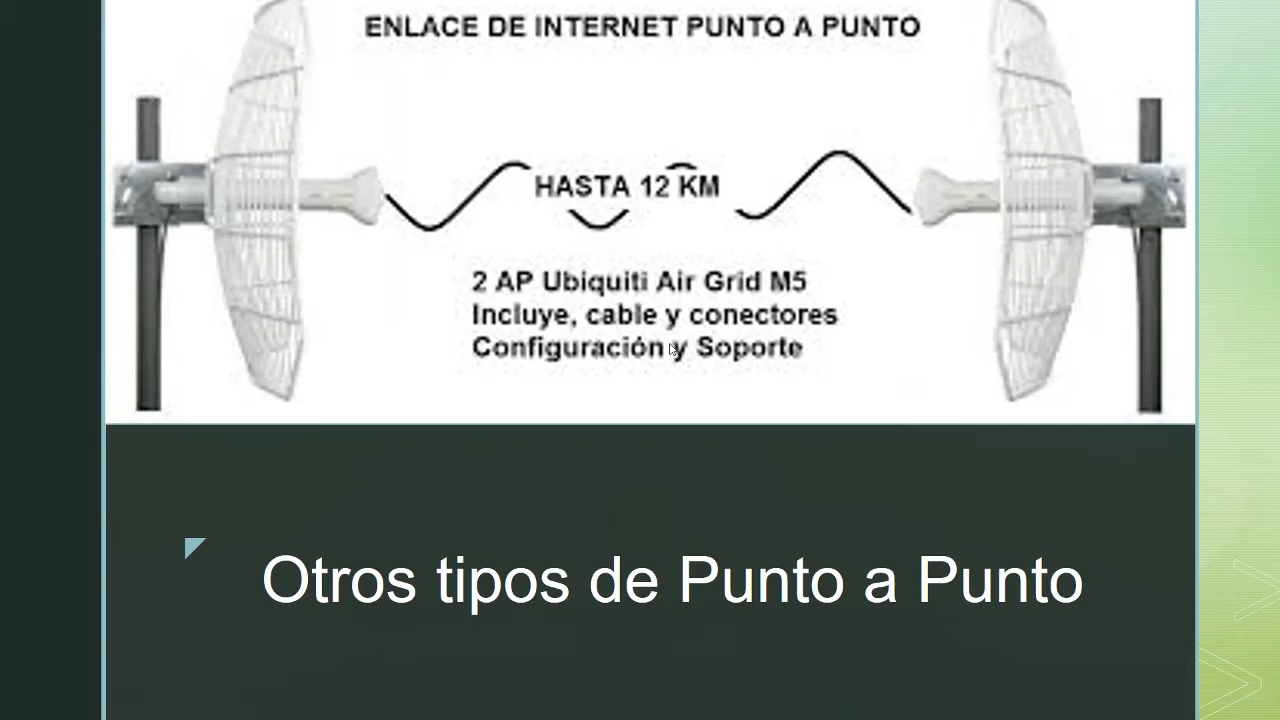 ENLACE DE INTERNET PUNTO A PUNTO
HASTA 12 KM
2 AP Ubiquiti Air Grid M5
Incluye, cable y conectores
Configuración y Soporte
Otros tipos de Punto a Punto